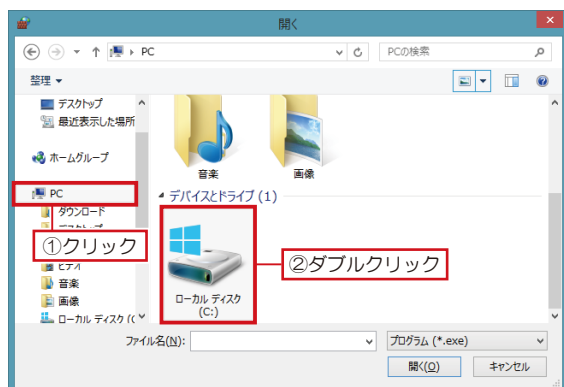 開く
PC
PCの検索
整理
デスクトップ
最近表示した場所
ホームグループ
PC
ダウンロード
①クリック
ビデオ
音楽
画像
ローカル ディスク (C
音楽
画像
デバイスとドライブ (1)
ローカル ディスク
(C:)
②ダブルクリック
ファイル名(N):
プログラム (*.exe)
開く(O)
キャンセル